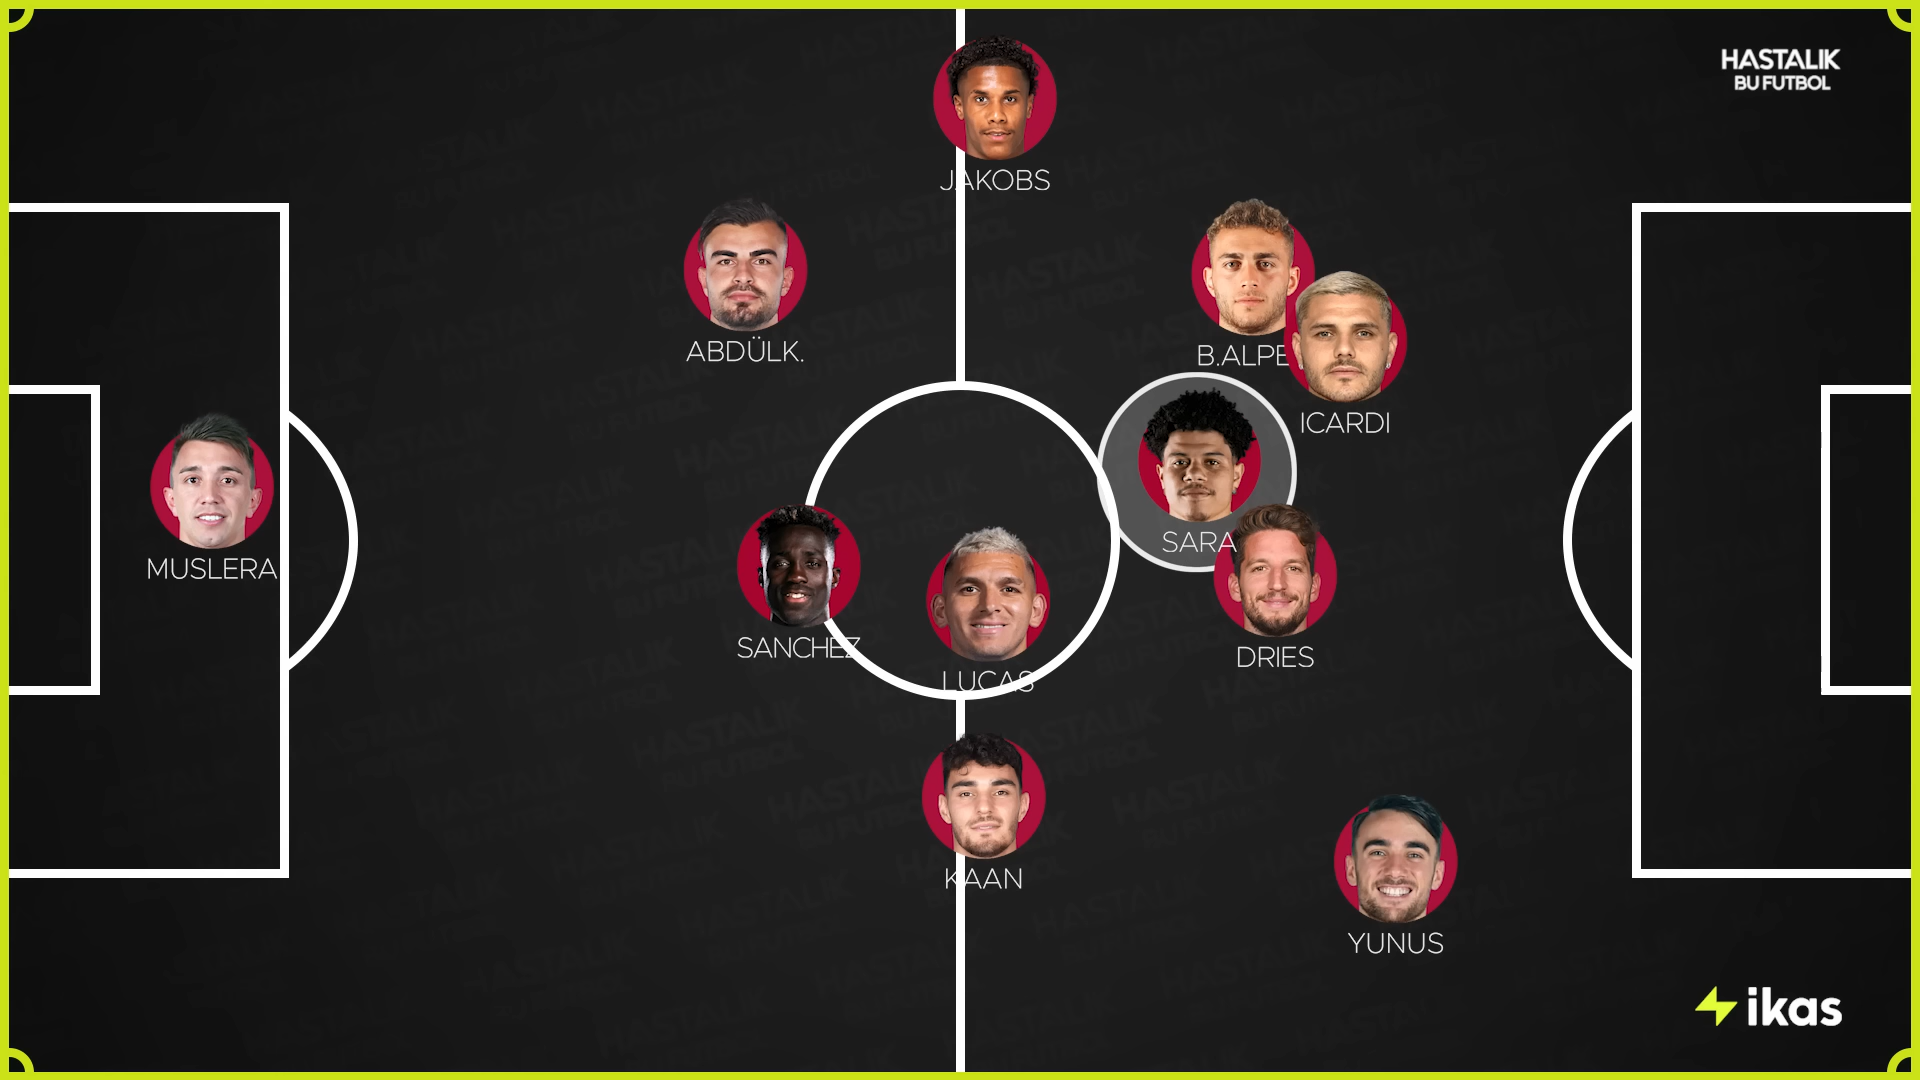 HASTALIK
BU FUTBOL
JAKOBS
ABDÜLK.
B.ALPE
ICARDI
SARA
MUSLERA
SANCHEZ
LUCAS
DRIES
KAAN
YUNUS
ikas